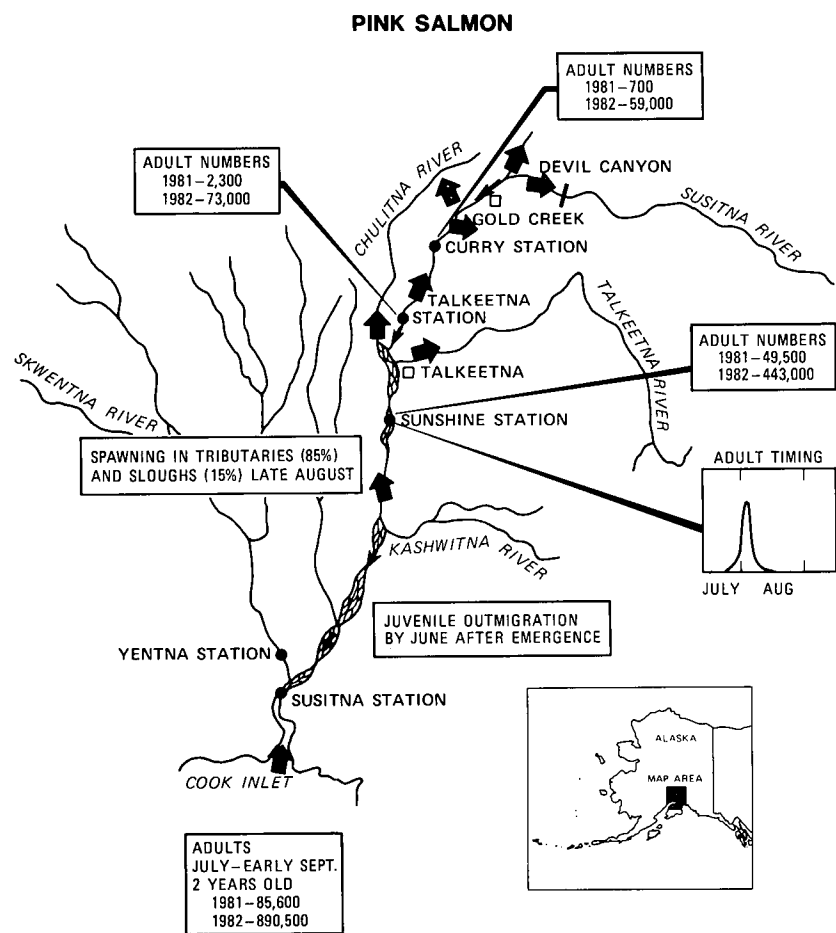 PINK SALMON
ADULT NUMBERS
1981–700
1982–59,000
ADULT NUMBERS
1981–2,300
1982–73,000
CHULITNA RIVER
DEVIL CANYON
GOLD CREEK
SUSITNA RIVER
CURRY STATION
TALKEETNA
STATION
TALKEETNA RIVER
ADULT NUMBERS
1981–49,500
1982–443,000
SKWENTNA RIVER
TALKEETNA
SUNSHINE STATION
SPAWNING IN TRIBUTARIES (85%)
AND SLOUGHS (15%) LATE AUGUST
ADULT TIMING
JULY AUG
KASHWITNA RIVER
JUVENILE OUTMIGRATION
BY JUNE AFTER EMERGENCE
YENTNA STATION
SUSITNA STATION
COOK INLET
ALASKA
MAP AREA
ADULTS
JULY–EARLY SEPT.
2 YEARS OLD
1981–85,600
1982–890,500